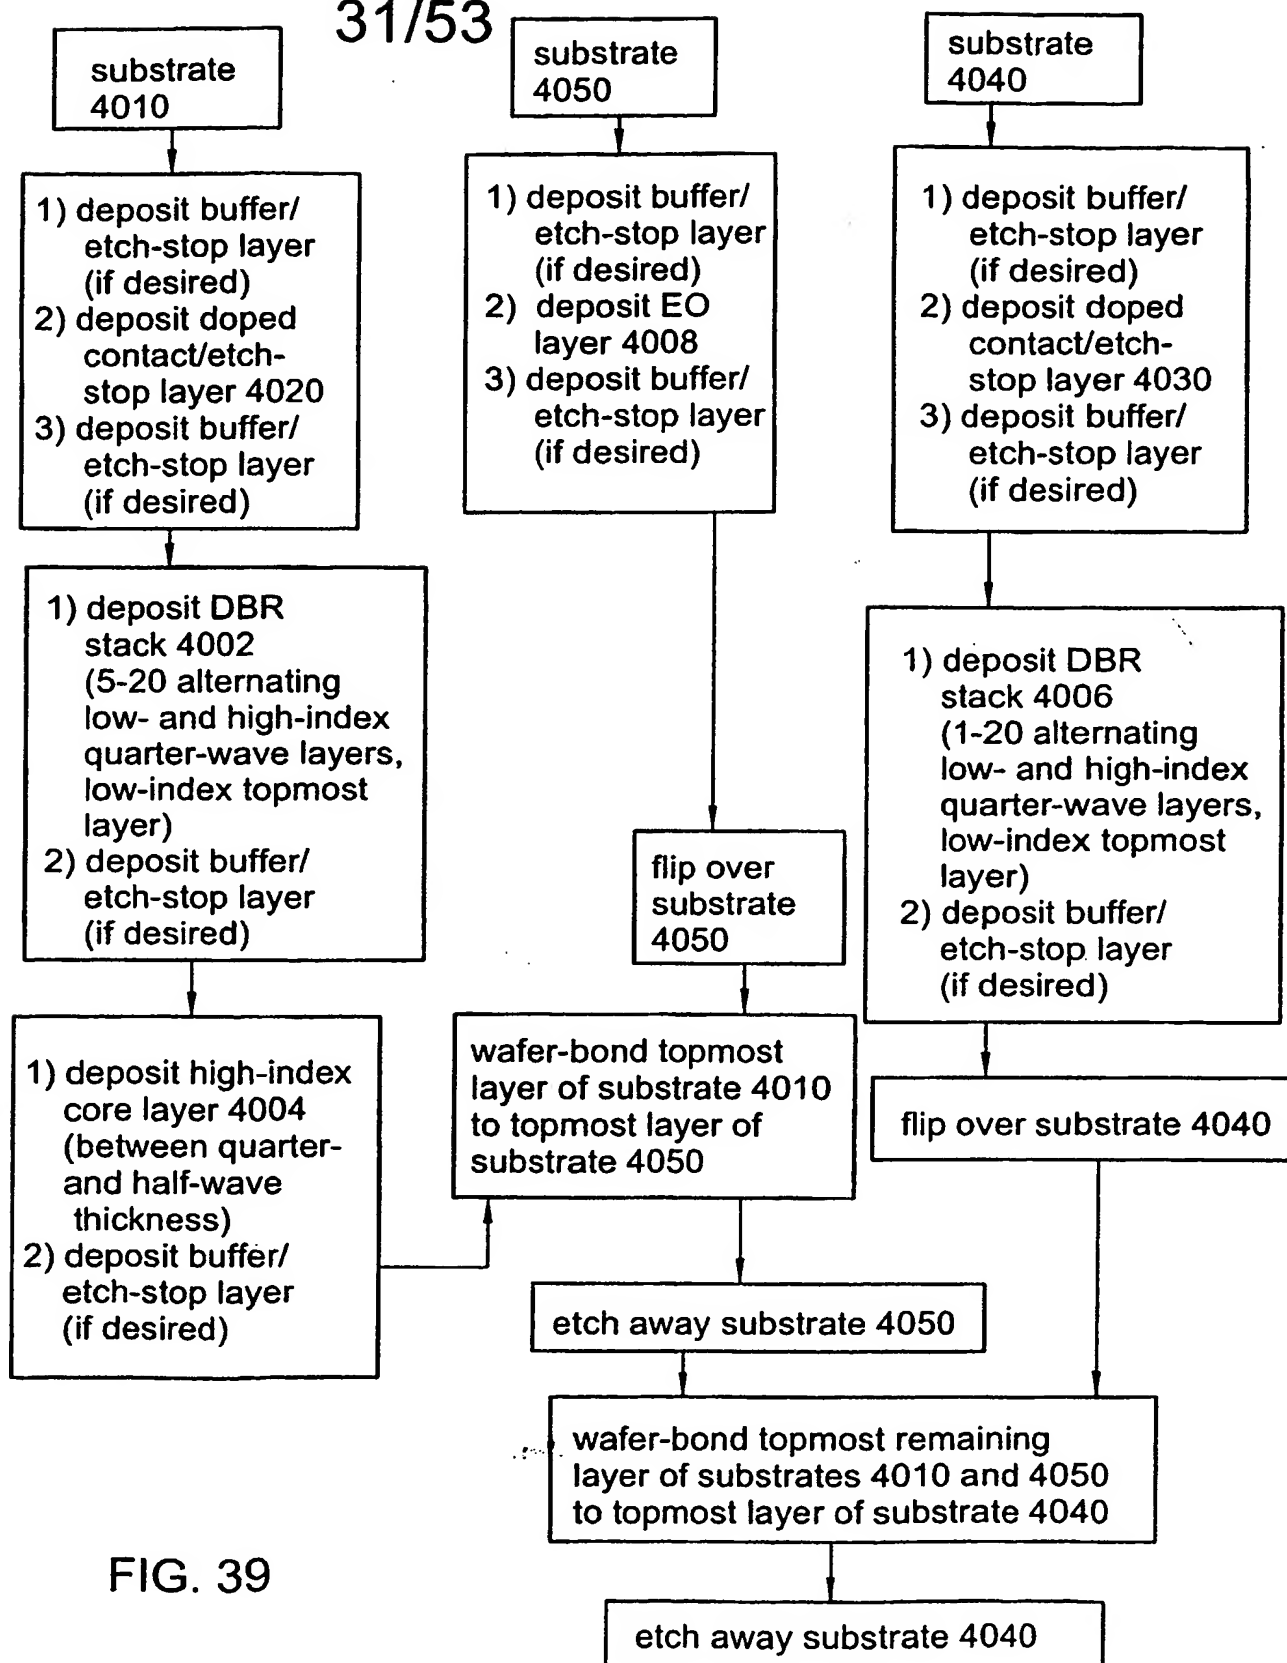 31/53
substrate
4010
1) deposit buffer/
etch-stop layer
(if desired)
2) deposit doped
contact/etch-
stop layer 4020
3) deposit buffer/
etch-stop layer
(if desired)
1) deposit DBR
stack 4002
(5-20 alternating
low- and high-index
quarter-wave layers,
low-index topmost
layer)
2) deposit buffer/
etch-stop layer
(if desired)
1) deposit high-index
core layer 4004
(between quarter-
and half-wave
thickness)
2) deposit buffer/
etch-stop layer
(if desired)
substrate
4050
1) deposit buffer/
etch-stop layer
(if desired)
2) deposit EO
layer 4008
3) deposit buffer/
etch-stop layer
(if desired)
flip over
substrate
4050
wafer-bond topmost
layer of substrate 4010
to topmost layer of
substrate 4050
etch away substrate 4050
substrate
4040
1) deposit buffer/
etch-stop layer
(if desired)
2) deposit doped
contact/etch-
stop layer 4030
3) deposit buffer/
etch-stop layer
(if desired)
1) deposit DBR
stack 4006
(1-20 alternating
low- and high-index
quarter-wave layers,
low-index topmost
layer)
2) deposit buffer/
etch-stop layer
(if desired)
flip over substrate 4040
wafer-bond topmost remaining
layer of substrates 4010 and 4050
to topmost layer of substrate 4040
etch away substrate 4040
FIG. 39